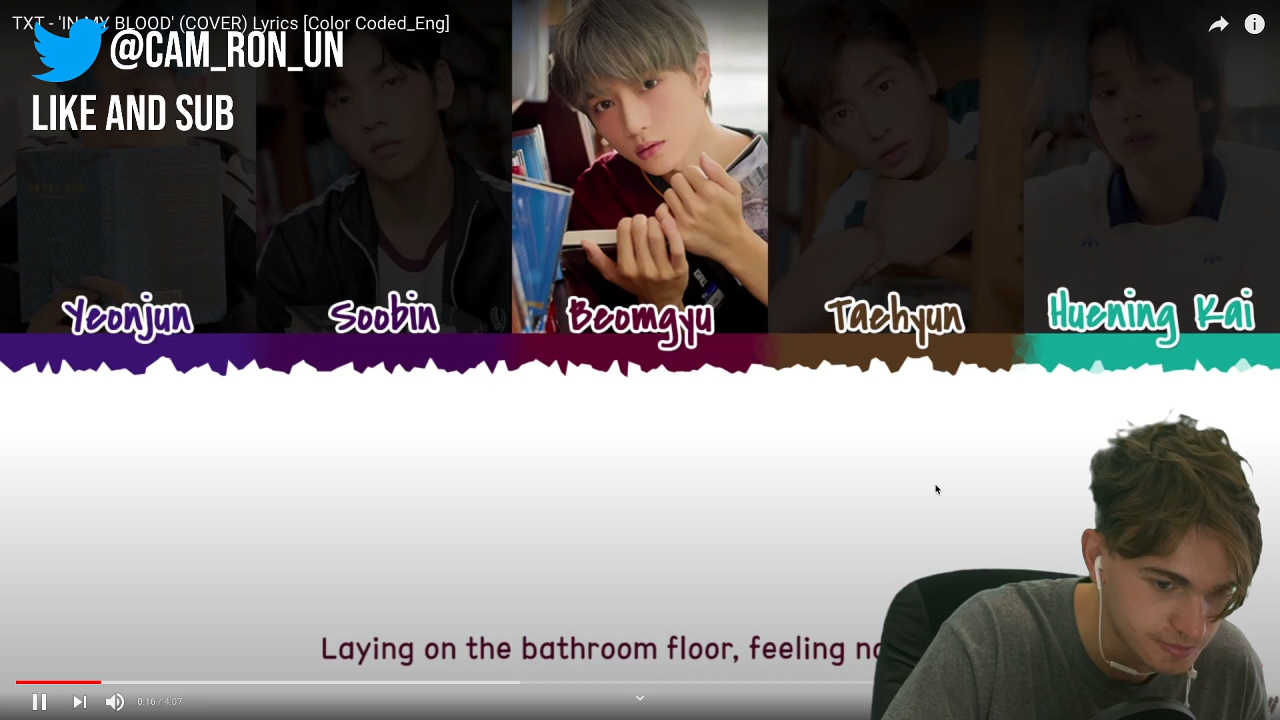 TXT - 'IN MY BLOOD' (COVER) Lyrics [Color Coded_Eng]
@CAM_RON_UN
LIKE AND SUB
Yeonjun Soobin Beomgyu Taehyun Huening Kai
Laying on the bathroom floor, feeling
0:16 / 4:07